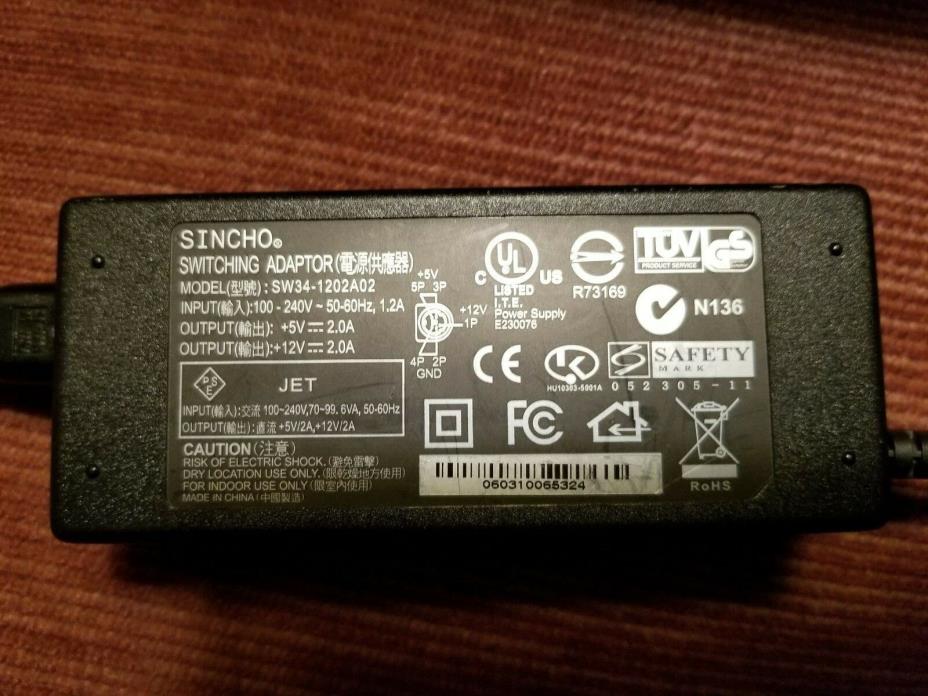 SINCHO®
SWITCHING ADAPTOR(電源供應器)
MODEL(型號): SW34-1202A02
INPUT(輸入):100 - 240V ~ 50-60Hz, 1.2A
OUTPUT(輸出): +5V ⎓ 2.0A
OUTPUT(輸出):+12V ⎓ 2.0A
+5V
5P 3P
+12V
1P
4P 2P
GND
PSE
JET
INPUT(輸入):交流 100~240V,70~99. 6VA, 50-60Hz
OUTPUT(輸出): 直流 +5V/2A,+12V/2A
CAUTION(注意)
RISK OF ELECTRIC SHOCK. (避免雷擊)
DRY LOCATION USE ONLY. (限乾燥地方使用)
FOR INDOOR USE ONLY (限室內使用)
MADE IN CHINA (中國製造)
C UL US
LISTED
I.T.E.
Power Supply
E230076
R73169
TÜV GS
PRODUCT SERVICE
N136
CE
K
HU10303-5001A
S SAFETY
MARK
052305-11
FC
060310065324
RoHS